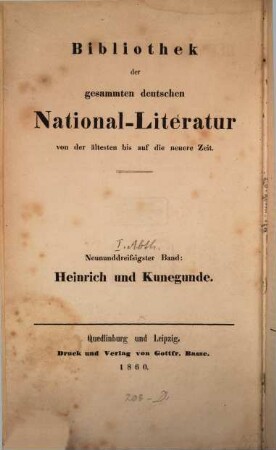 Bibliothek
der
gesammten deutschen
National-Literatur
von der ältesten bis auf die neuere Zeit.
I. Abth.
Neununddreißigster Band:
Heinrich und Kunegunde.
Quedlinburg und Leipzig.
Druck und Verlag von Gottfr. Basse.
1860.